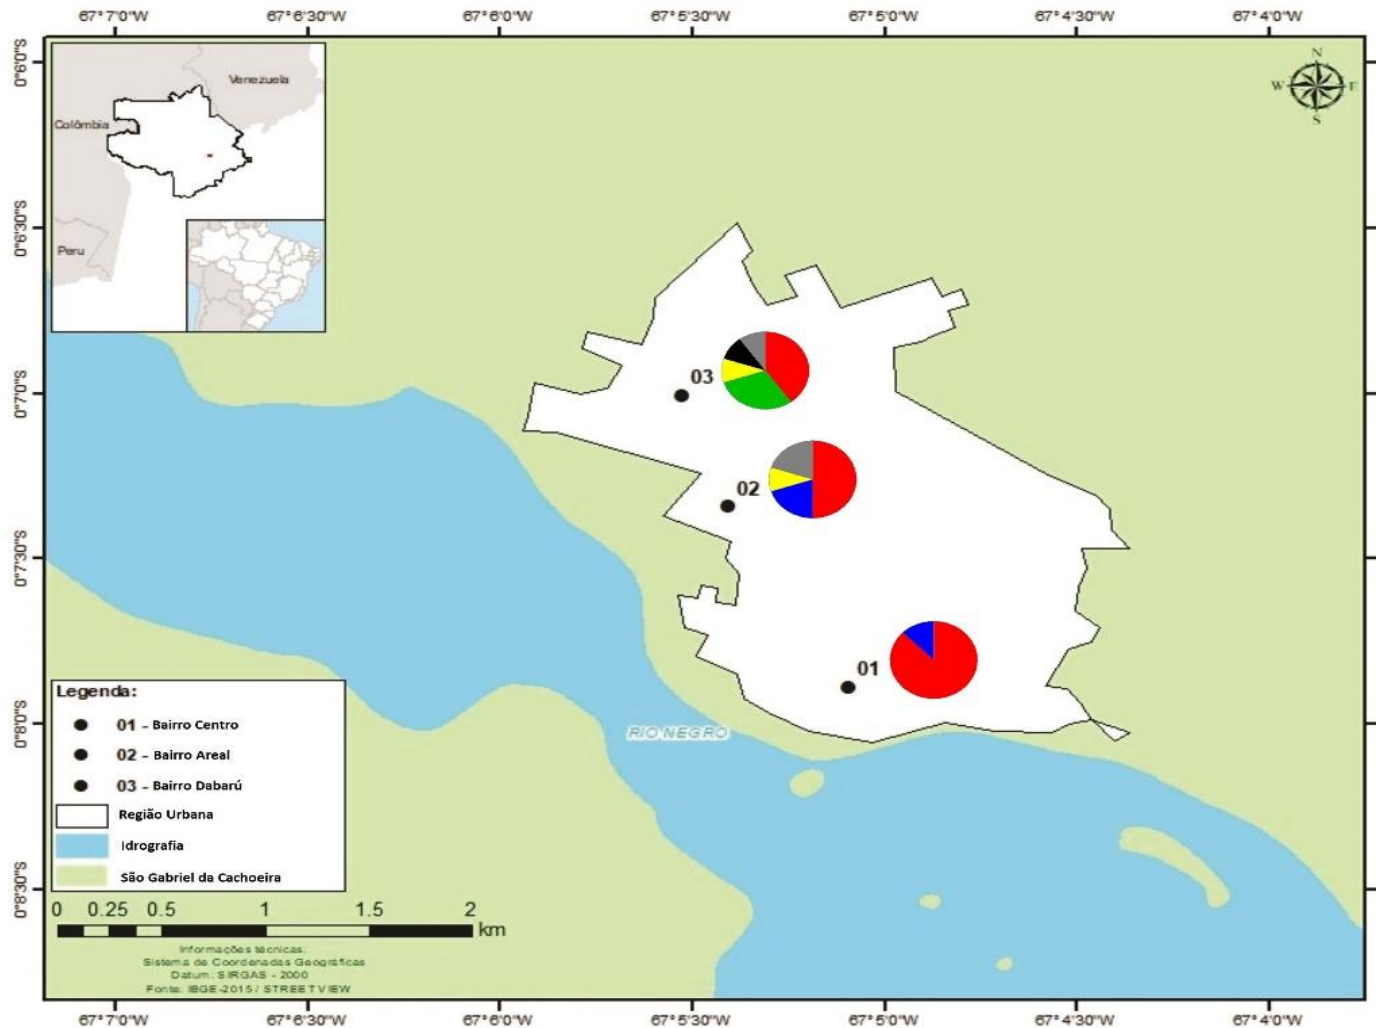 67°7'0"W 67°6'30"W 67°6'0"W 67°5'30"W 67°5'0"W 67°4'30"W 67°4'0"W
0°6'0"S
0°6'30"S
0°7'0"S
0°7'30"S
0°8'0"S
0°8'30"S
Venezuela
Colômbia
Peru
N
W E
S
03
02
01
RIO NEGRO
Legenda:
01 - Bairro Centro
02 - Bairro Areal
03 - Bairro Dabarú
Região Urbana
Idrografia
São Gabriel da Cachoeira
0 0.25 0.5 1 1.5 2
km
Informações técnicas:
Sistema de Coordenadas Geográficas
Datum: SIRGAS - 2000
Fonte: IBGE-2015 / STREETVIEW
67°7'0"W 67°6'30"W 67°6'0"W 67°5'30"W 67°5'0"W 67°4'30"W 67°4'0"W